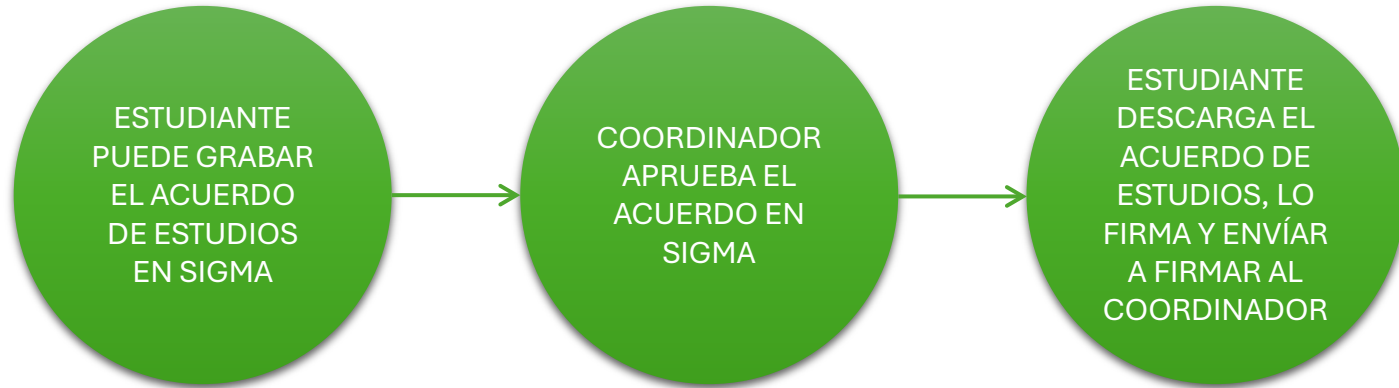 ESTUDIANTE
PUEDE GRABAR
EL ACUERDO
DE ESTUDIOS
EN SIGMA
COORDINADOR
APRUEBA EL
ACUERDO EN
SIGMA
ESTUDIANTE
DESCARGA EL
ACUERDO DE
ESTUDIOS, LO
FIRMA Y ENVÍAR
A FIRMAR AL
COORDINADOR